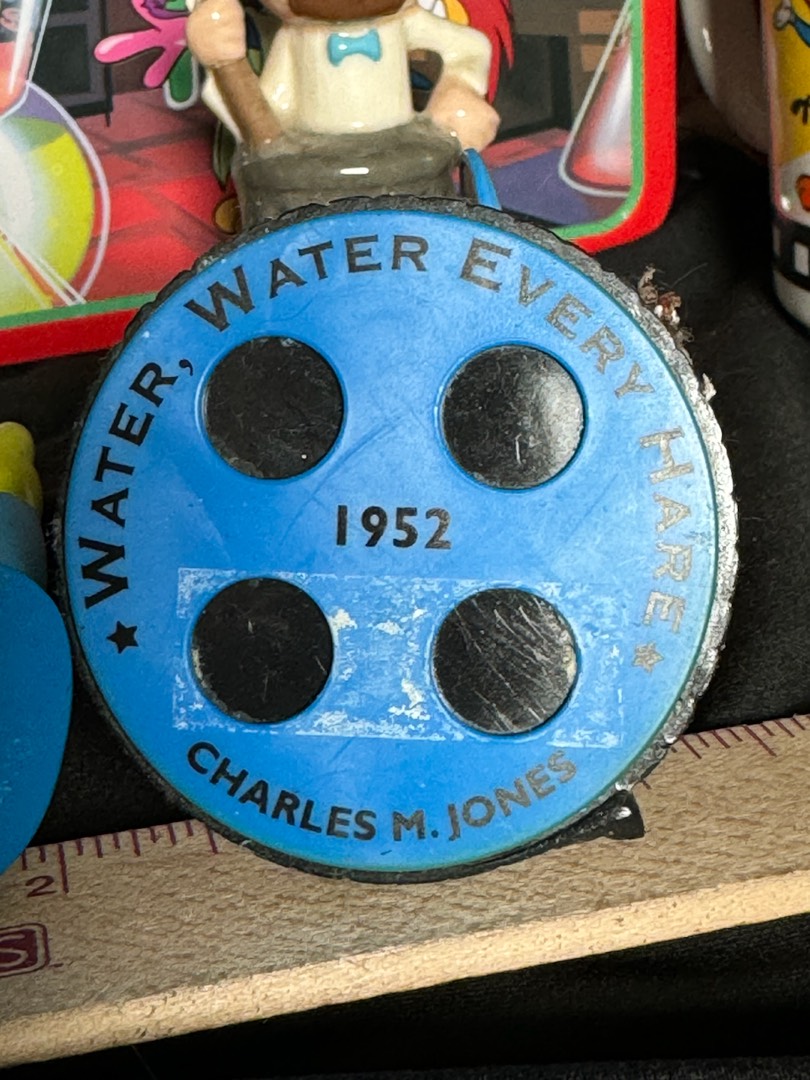 ★ WATER, WATER EVERY HARE ★
1952
CHARLES M. JONES
2